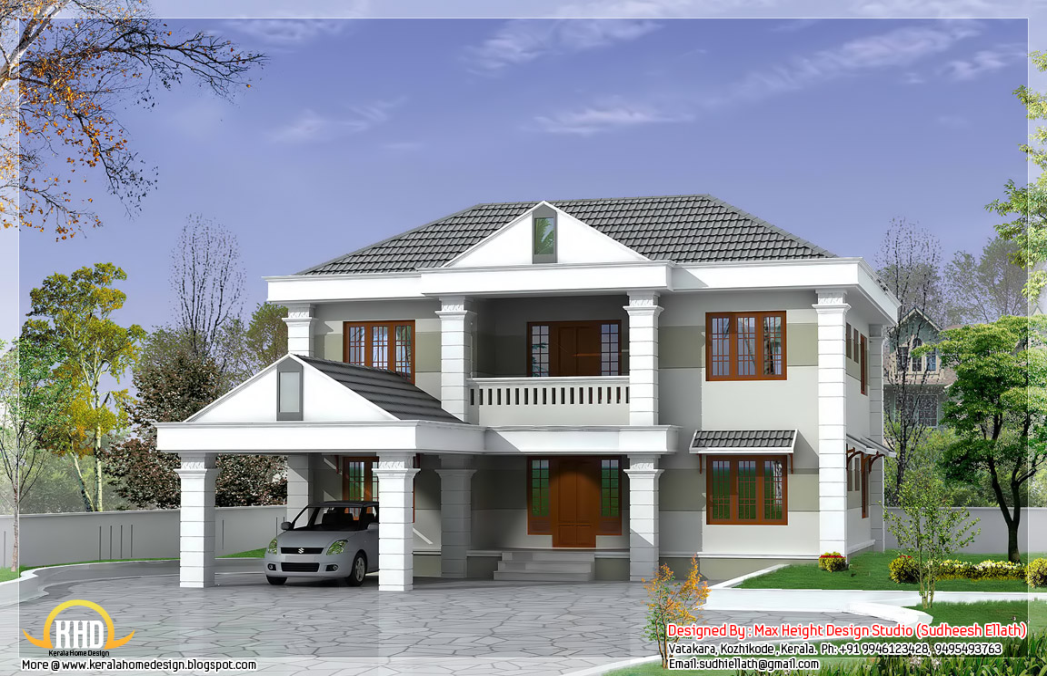 KHD
Kerala Home Design
More @ www.keralahomedesign.blogspot.com
Designed By : Max Height Design Studio (Sudheesh Ellath)
Vatakara, Kozhikode ,Kerala. Ph: +91 9946123428, 9495493763
Email:sudhiellath@gmail.com